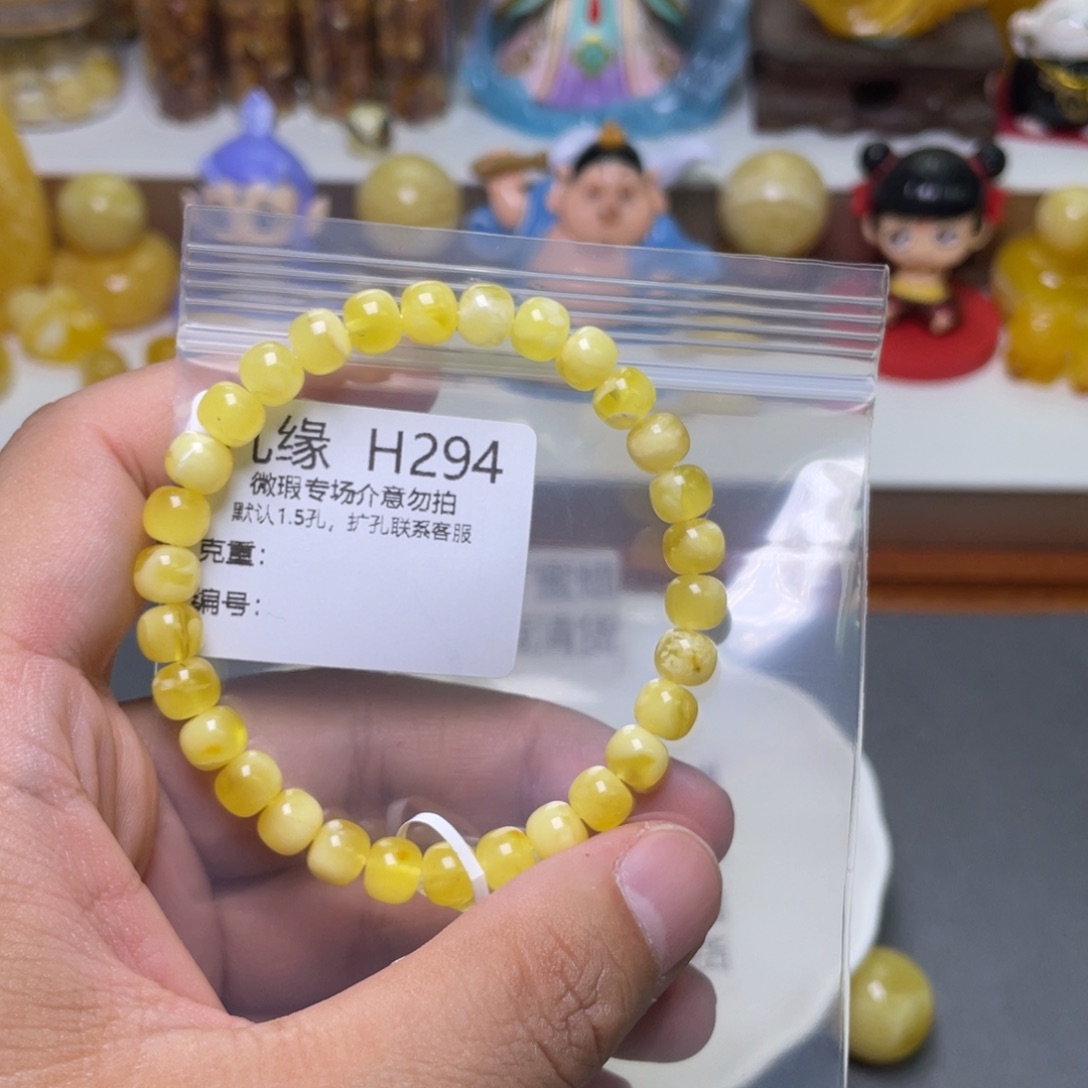 缘 H294
微瑕专场介意勿拍
默认1.5孔，扩孔联系客服
克重：
编号：